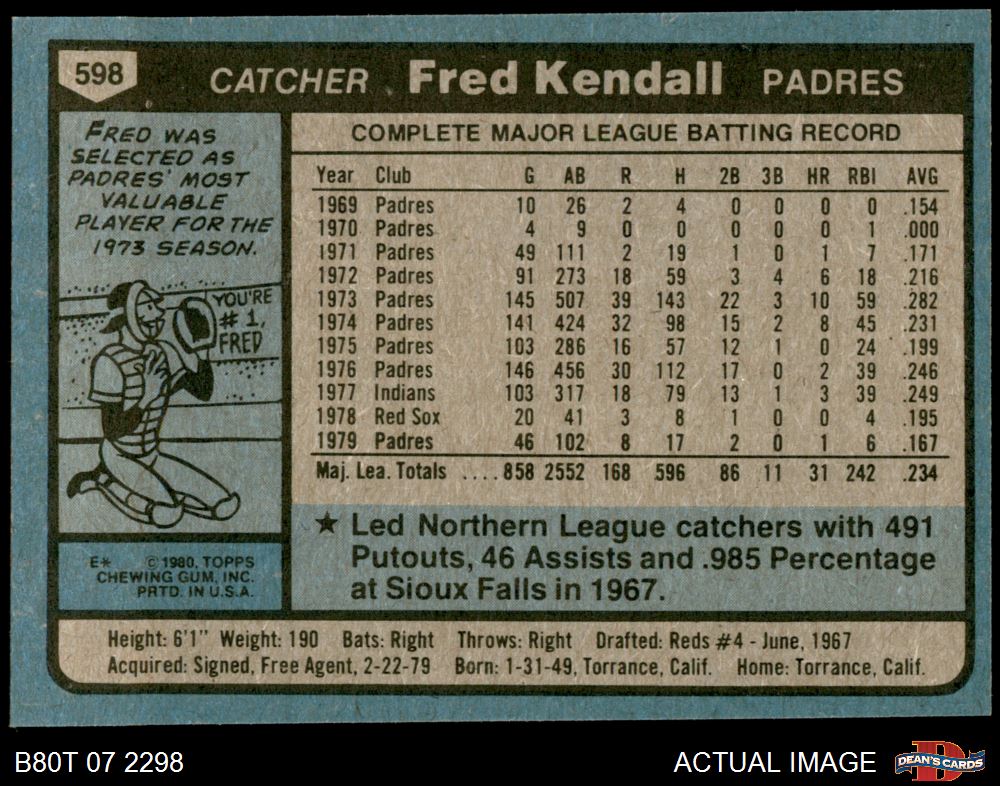 598
CATCHER Fred Kendall PADRES
FRED WAS
SELECTED AS
PADRES' MOST
VALUABLE
PLAYER FOR THE
1973 SEASON.
YOU'RE
# 1,
FRED
E* © 1980, TOPPS
CHEWING GUM, INC.
PRTD. IN U.S.A.
COMPLETE MAJOR LEAGUE BATTING RECORD
Year Club G AB R H 2B 3B HR RBI AVG
1969 Padres 10 26 2 4 0 0 0 0 .154
1970 Padres 4 9 0 0 0 0 0 1 .000
1971 Padres 49 111 2 19 1 0 1 7 .171
1972 Padres 91 273 18 59 3 4 6 18 .216
1973 Padres 145 507 39 143 22 3 10 59 .282
1974 Padres 141 424 32 98 15 2 8 45 .231
1975 Padres 103 286 16 57 12 1 0 24 .199
1976 Padres 146 456 30 112 17 0 2 39 .246
1977 Indians 103 317 18 79 13 1 3 39 .249
1978 Red Sox 20 41 3 8 1 0 0 4 .195
1979 Padres 46 102 8 17 2 0 1 6 .167
Maj. Lea. Totals ....858 2552 168 596 86 11 31 242 .234
★ Led Northern League catchers with 491
Putouts, 46 Assists and .985 Percentage
at Sioux Falls in 1967.
Height: 6'1" Weight: 190 Bats: Right Throws: Right Drafted: Reds #4 - June, 1967
Acquired: Signed, Free Agent, 2-22-79 Born: 1-31-49, Torrance, Calif. Home: Torrance, Calif.
B80T 07 2298
ACTUAL IMAGE
D
DEAN'S CARDS